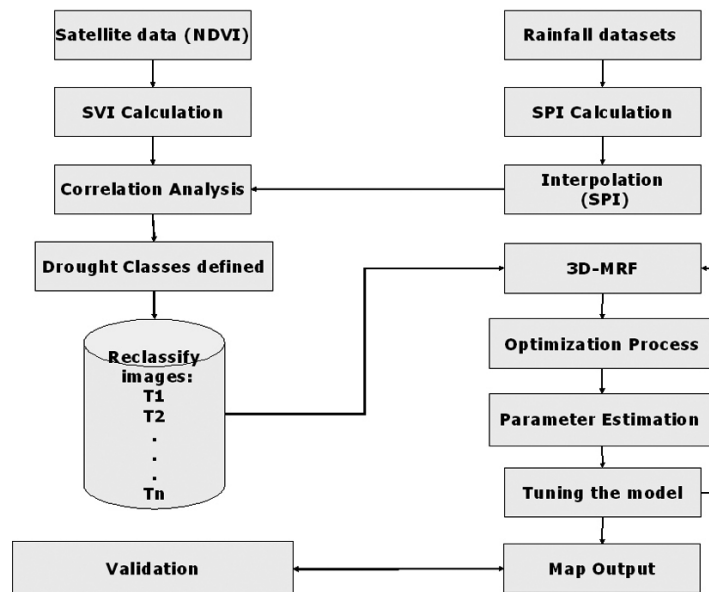 Satellite data (NDVI)
SVI Calculation
Correlation Analysis
Drought Classes defined
Reclassify
images:
T1
T2
.
.
.
Tn
Validation
Rainfall datasets
SPI Calculation
Interpolation
(SPI)
3D-MRF
Optimization Process
Parameter Estimation
Tuning the model
Map Output